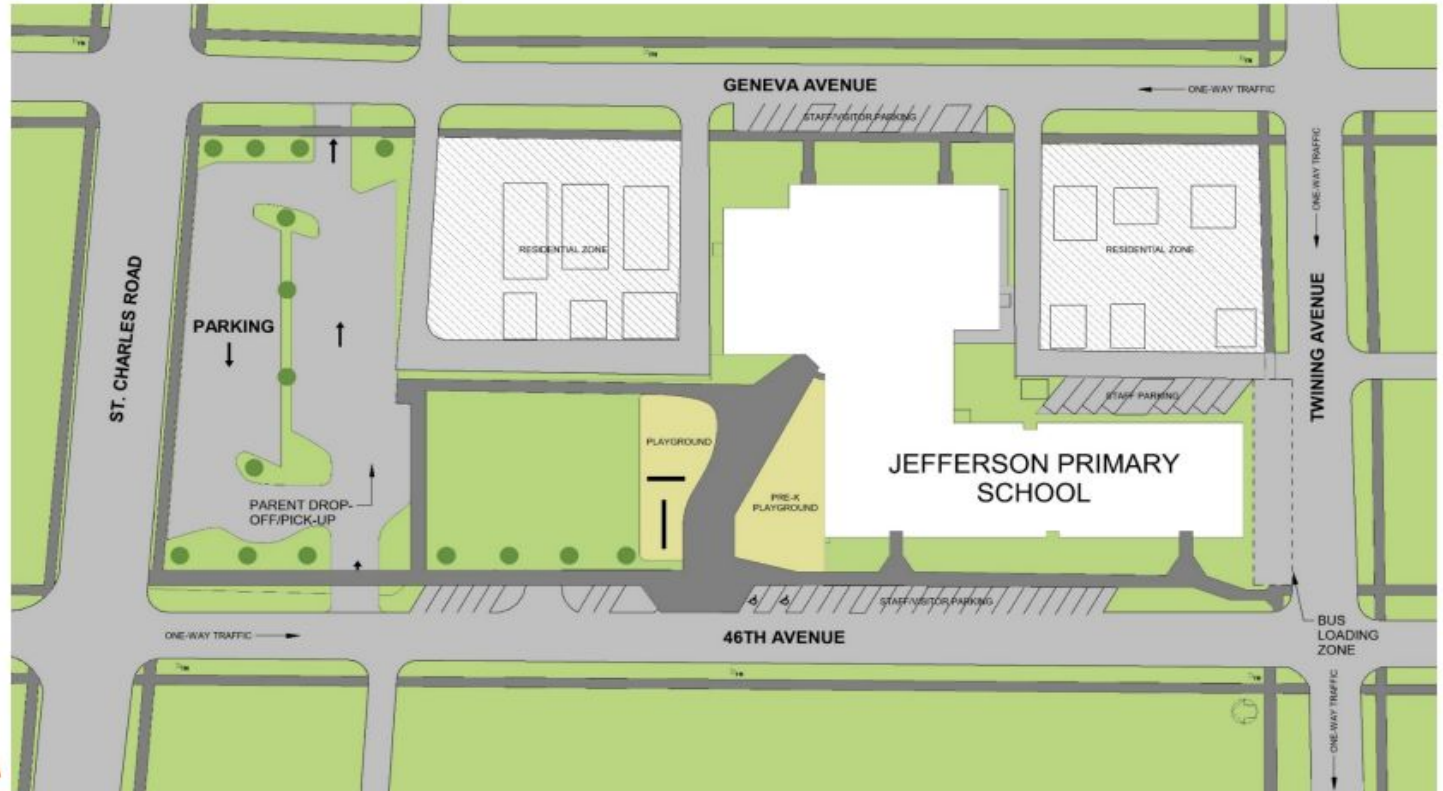 GENEVA AVENUE
ONE-WAY TRAFFIC
STAFF/VISITOR PARKING
ONE-WAY TRAFFIC
RESIDENTIAL ZONE
RESIDENTIAL ZONE
ST. CHARLES ROAD
PARKING
TWINING AVENUE
STAFF PARKING
PLAYGROUND
JEFFERSON PRIMARY
SCHOOL
PARENT DROP-
OFF/PICK-UP
PRE-K
PLAYGROUND
STAFF/VISITOR PARKING
ONE-WAY TRAFFIC
46TH AVENUE
BUS
LOADING
ZONE
ONE-WAY TRAFFIC